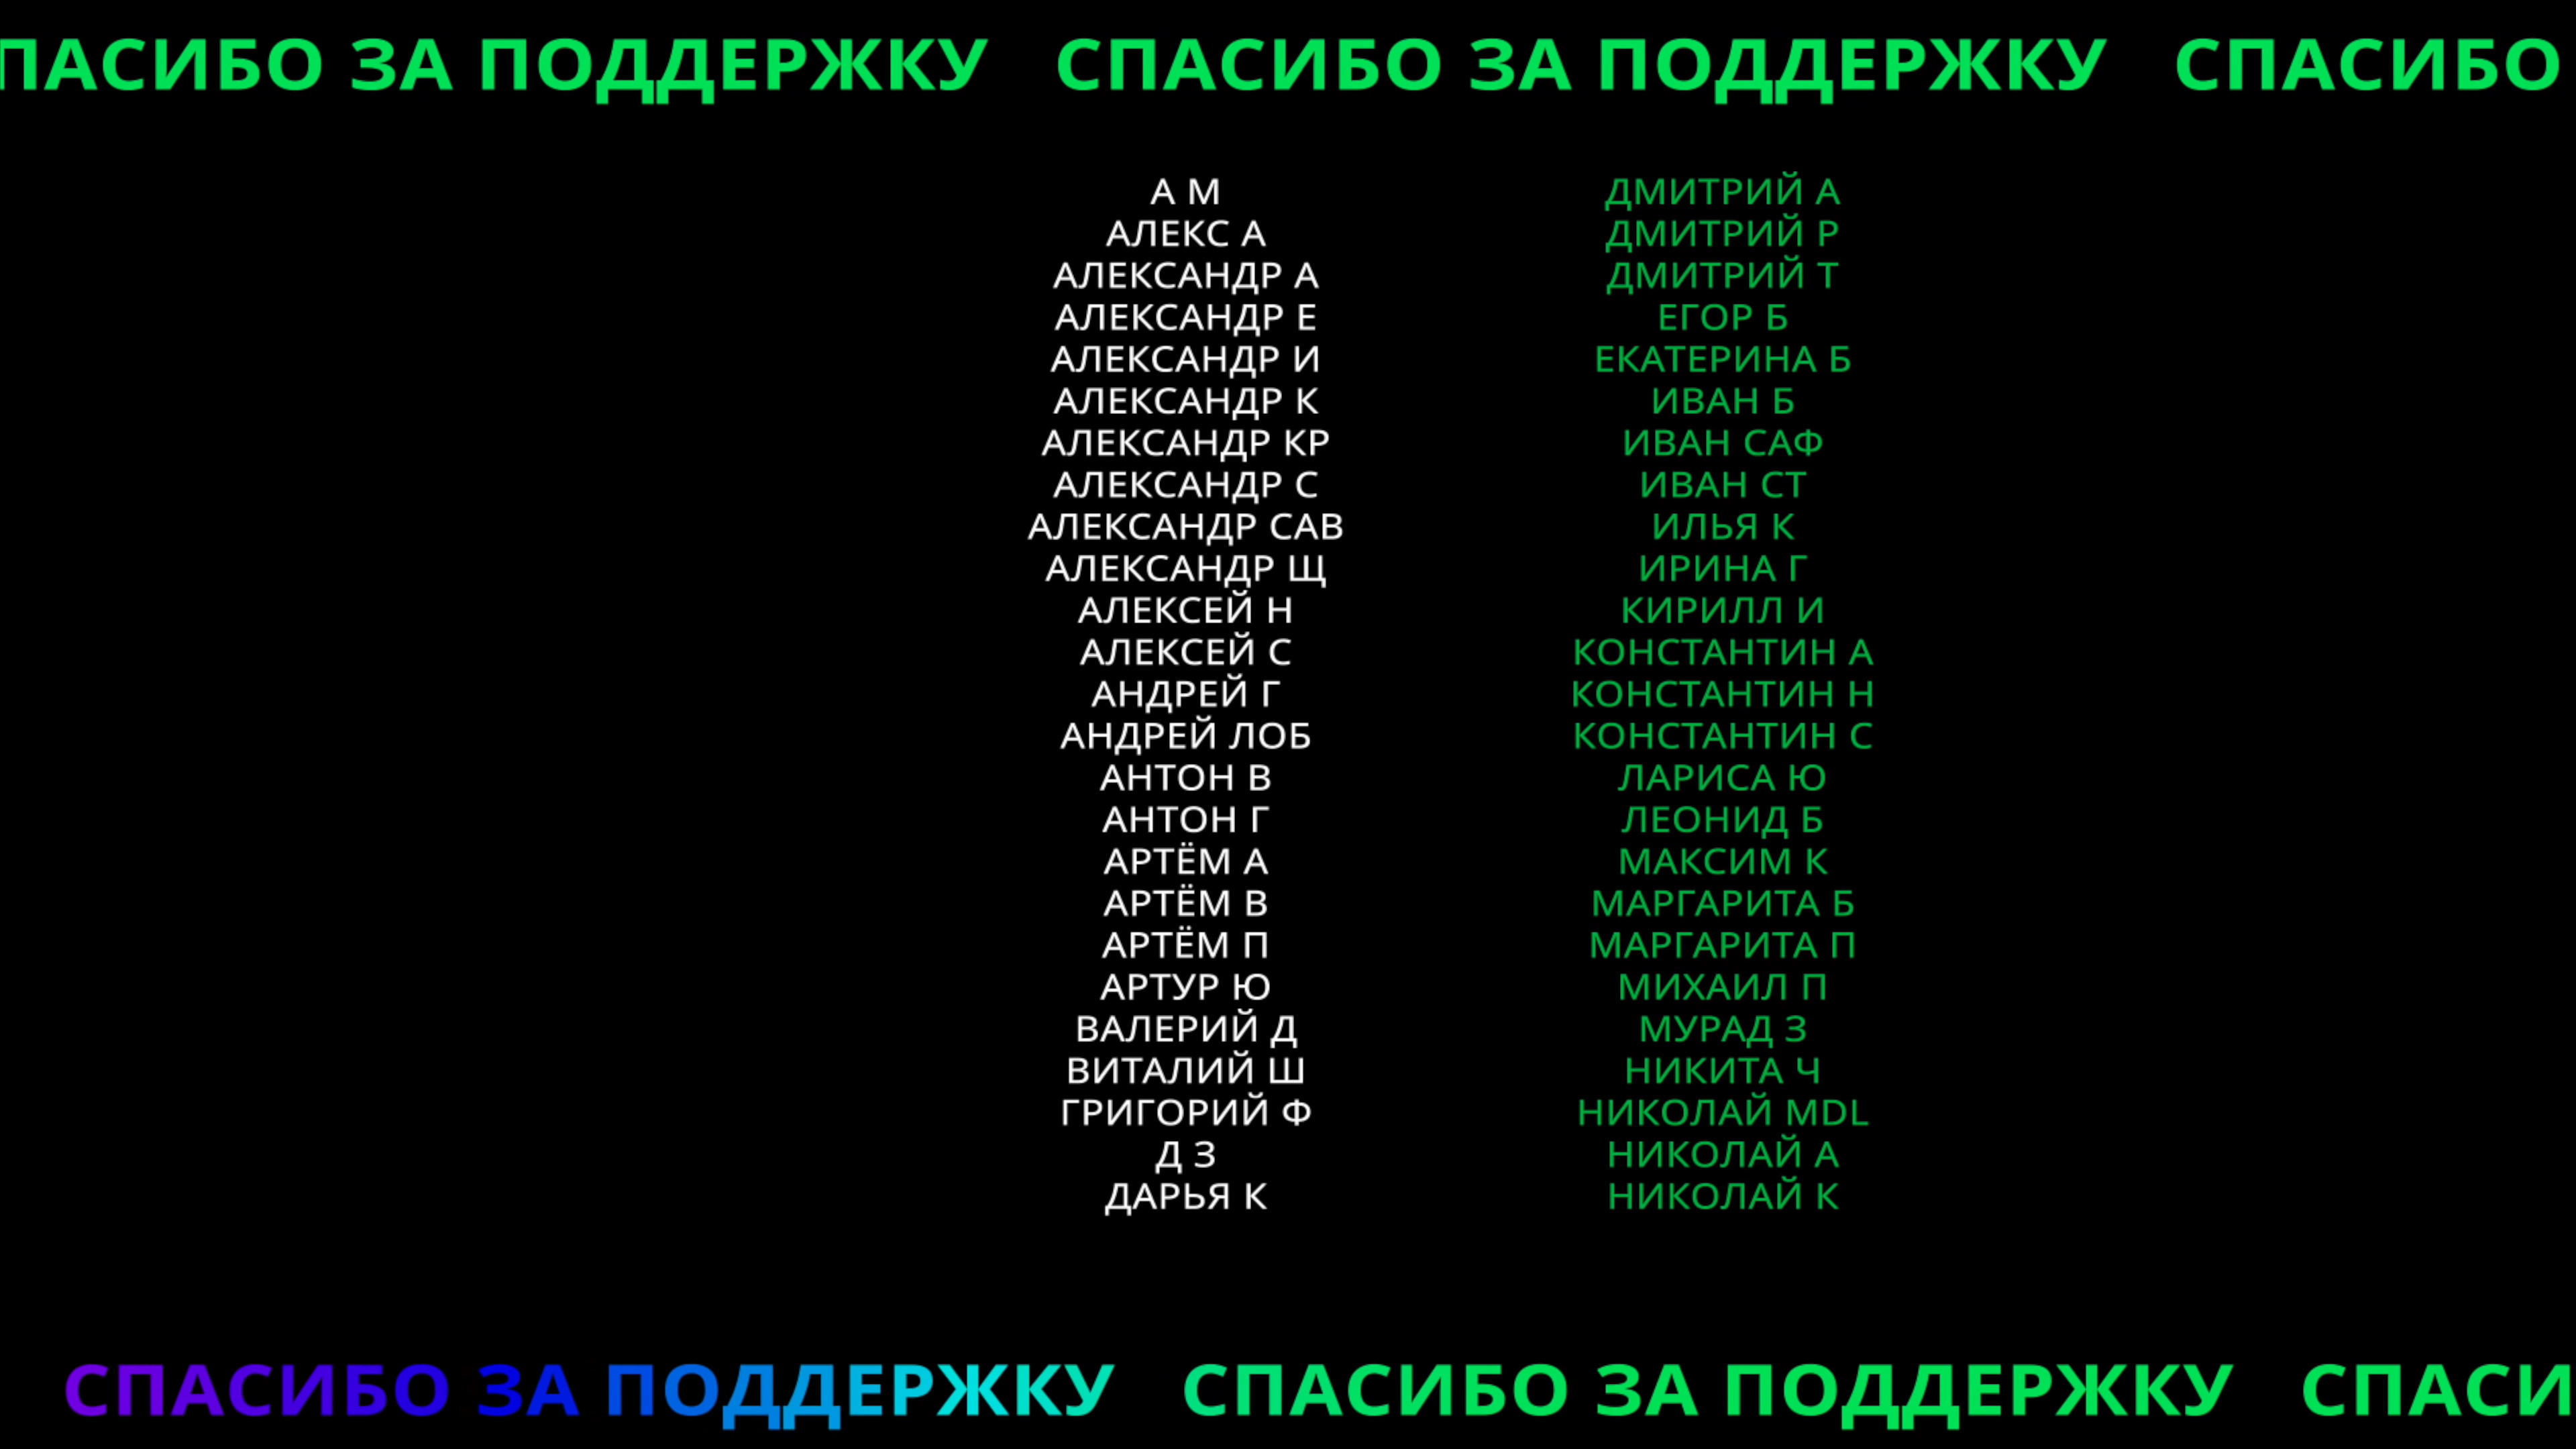 ПАСИБО ЗА ПОДДЕРЖКУ СПАСИБО ЗА ПОДДЕРЖКУ СПАСИБО
А М
АЛЕКС А
АЛЕКСАНДР А
АЛЕКСАНДР Е
АЛЕКСАНДР И
АЛЕКСАНДР К
АЛЕКСАНДР КР
АЛЕКСАНДР С
АЛЕКСАНДР САВ
АЛЕКСАНДР Щ
АЛЕКСЕЙ Н
АЛЕКСЕЙ С
АНДРЕЙ Г
АНДРЕЙ ЛОБ
АНТОН В
АНТОН Г
АРТЁМ А
АРТЁМ В
АРТЁМ П
АРТУР Ю
ВАЛЕРИЙ Д
ВИТАЛИЙ Ш
ГРИГОРИЙ Ф
Д З
ДАРЬЯ К
ДМИТРИЙ А
ДМИТРИЙ Р
ДМИТРИЙ Т
ЕГОР Б
ЕКАТЕРИНА Б
ИВАН Б
ИВАН САФ
ИВАН СТ
ИЛЬЯ К
ИРИНА Г
КИРИЛЛ И
КОНСТАНТИН А
КОНСТАНТИН Н
КОНСТАНТИН С
ЛАРИСА Ю
ЛЕОНИД Б
МАКСИМ К
МАРГАРИТА Б
МАРГАРИТА П
МИХАИЛ П
МУРАД З
НИКИТА Ч
НИКОЛАЙ MDL
НИКОЛАЙ А
НИКОЛАЙ К
СПАСИБО ЗА ПОДДЕРЖКУ СПАСИБО ЗА ПОДДЕРЖКУ СПАСИ